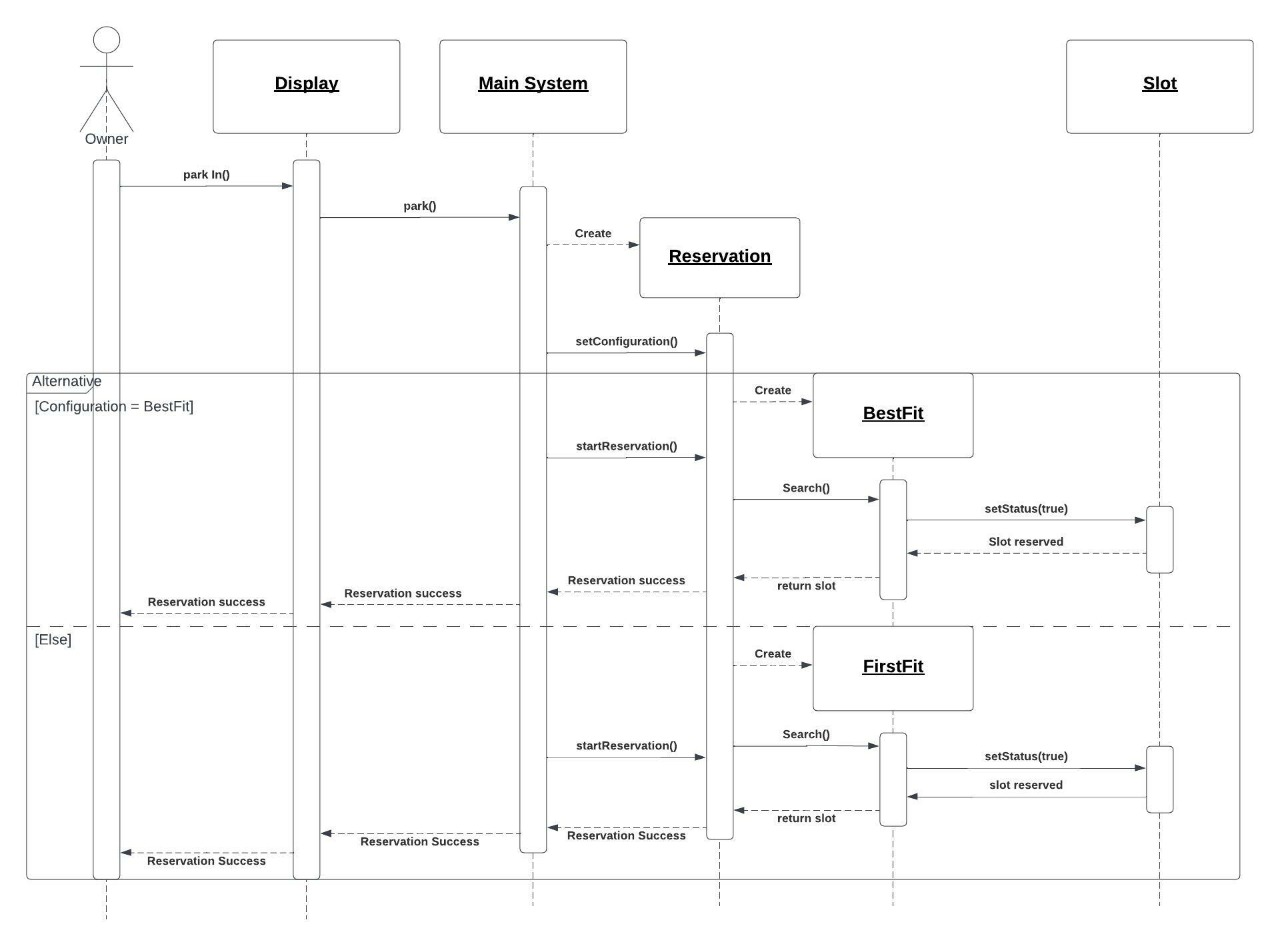 Owner
Display
Main System
Slot
park In()
park()
Create
Reservation
setConfiguration()
Alternative
[Configuration = BestFit]
Create
BestFit
startReservation()
Search()
setStatus(true)
Slot reserved
return slot
Reservation success
Reservation success
Reservation success
[Else]
Create
FirstFit
Search()
startReservation()
setStatus(true)
slot reserved
return slot
Reservation Success
Reservation Success
Reservation Success